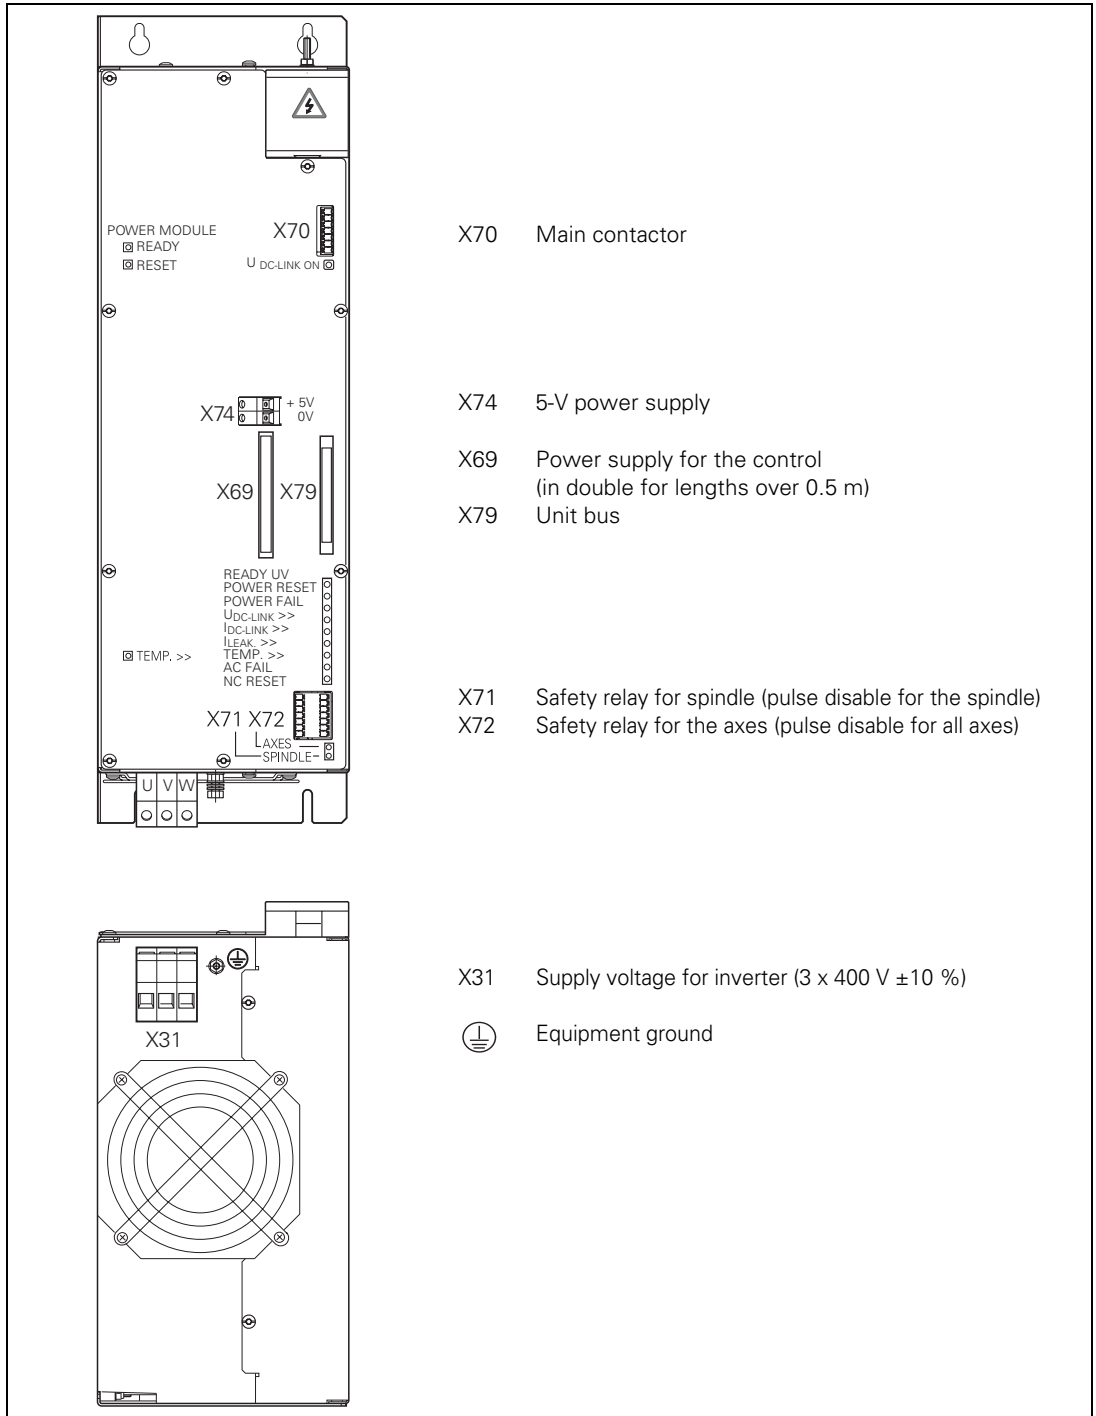 POWER MODULE
READY
RESET
X70
U DC-LINK ON
X70 Main contactor
X74
+ 5V
0V
X74 5-V power supply
X69 X79
X69 Power supply for the control
(in double for lengths over 0.5 m)
X79 Unit bus
READY UV
POWER RESET
POWER FAIL
UDC-LINK >>
IDC-LINK >>
ILEAK. >>
TEMP. >>
TEMP. >>
AC FAIL
NC RESET
X71 X72
AXES
SPINDLE
X71 Safety relay for spindle (pulse disable for the spindle)
X72 Safety relay for the axes (pulse disable for all axes)
U V W
X31
X31 Supply voltage for inverter (3 x 400 V ±10 %)
Equipment ground